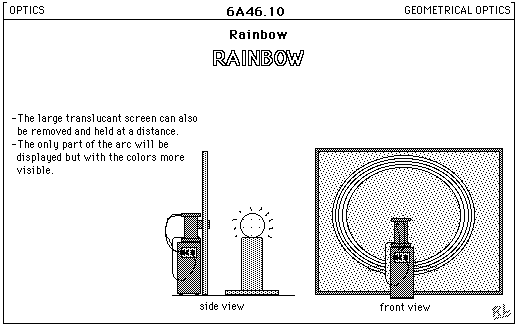 OPTICS
6A46.10
GEOMETRICAL OPTICS
Rainbow
RAINBOW
-The large translucant screen can also
be removed and held at a distance.
-The only part of the arc will be
displayed but with the colors more
visible.
side view
front view